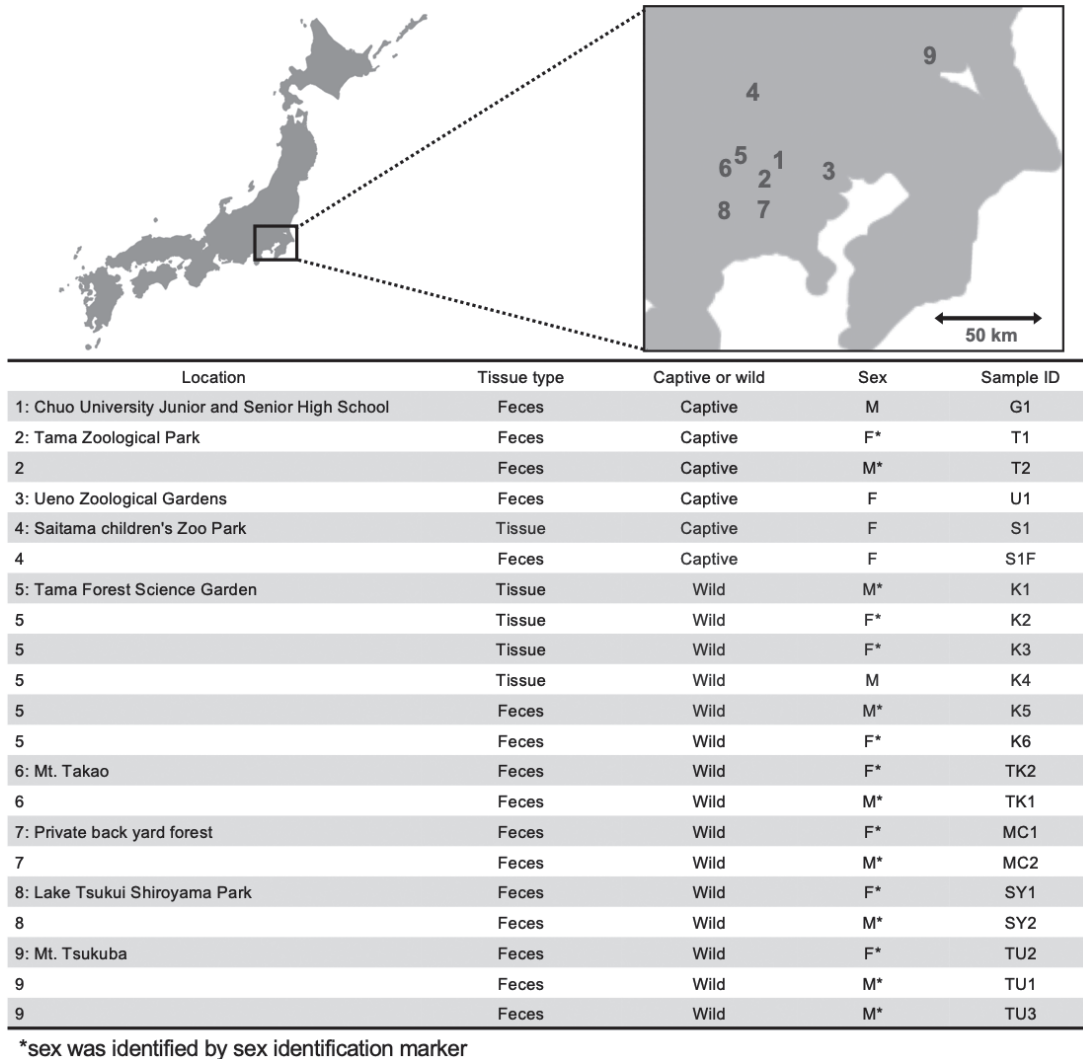 9
4
5
1
6
2
3
8
7
50 km
Location Tissue type Captive or wild Sex Sample ID
1: Chuo University Junior and Senior High School Feces Captive M G1
2: Tama Zoological Park Feces Captive F* T1
2 Feces Captive M* T2
3: Ueno Zoological Gardens Feces Captive F U1
4: Saitama children's Zoo Park Tissue Captive F S1
4 Feces Captive F S1F
5: Tama Forest Science Garden Tissue Wild M* K1
5 Tissue Wild F* K2
5 Tissue Wild F* K3
5 Tissue Wild M K4
5 Feces Wild M* K5
5 Feces Wild F* K6
6: Mt. Takao Feces Wild F* TK2
6 Feces Wild M* TK1
7: Private back yard forest Feces Wild F* MC1
7 Feces Wild M* MC2
8: Lake Tsukui Shiroyama Park Feces Wild F* SY1
8 Feces Wild M* SY2
9: Mt. Tsukuba Feces Wild F* TU2
9 Feces Wild M* TU1
9 Feces Wild M* TU3
*sex was identified by sex identification marker